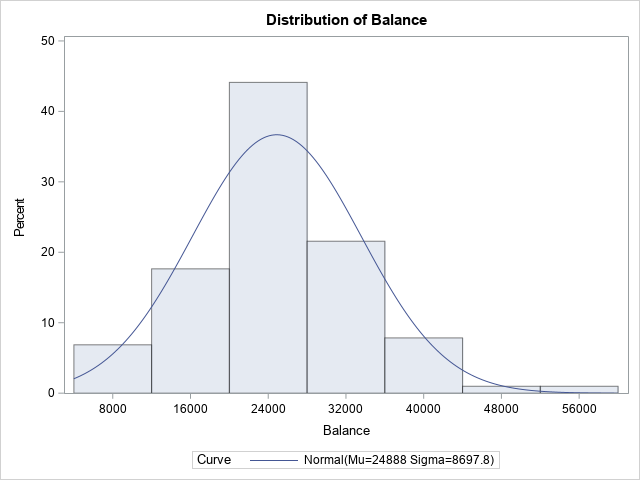 Distribution of Balance
50
40
30
20
10
0
Percent
8000 16000 24000 32000 40000 48000 56000
Balance
Curve Normal(Mu=24888 Sigma=8697.8)